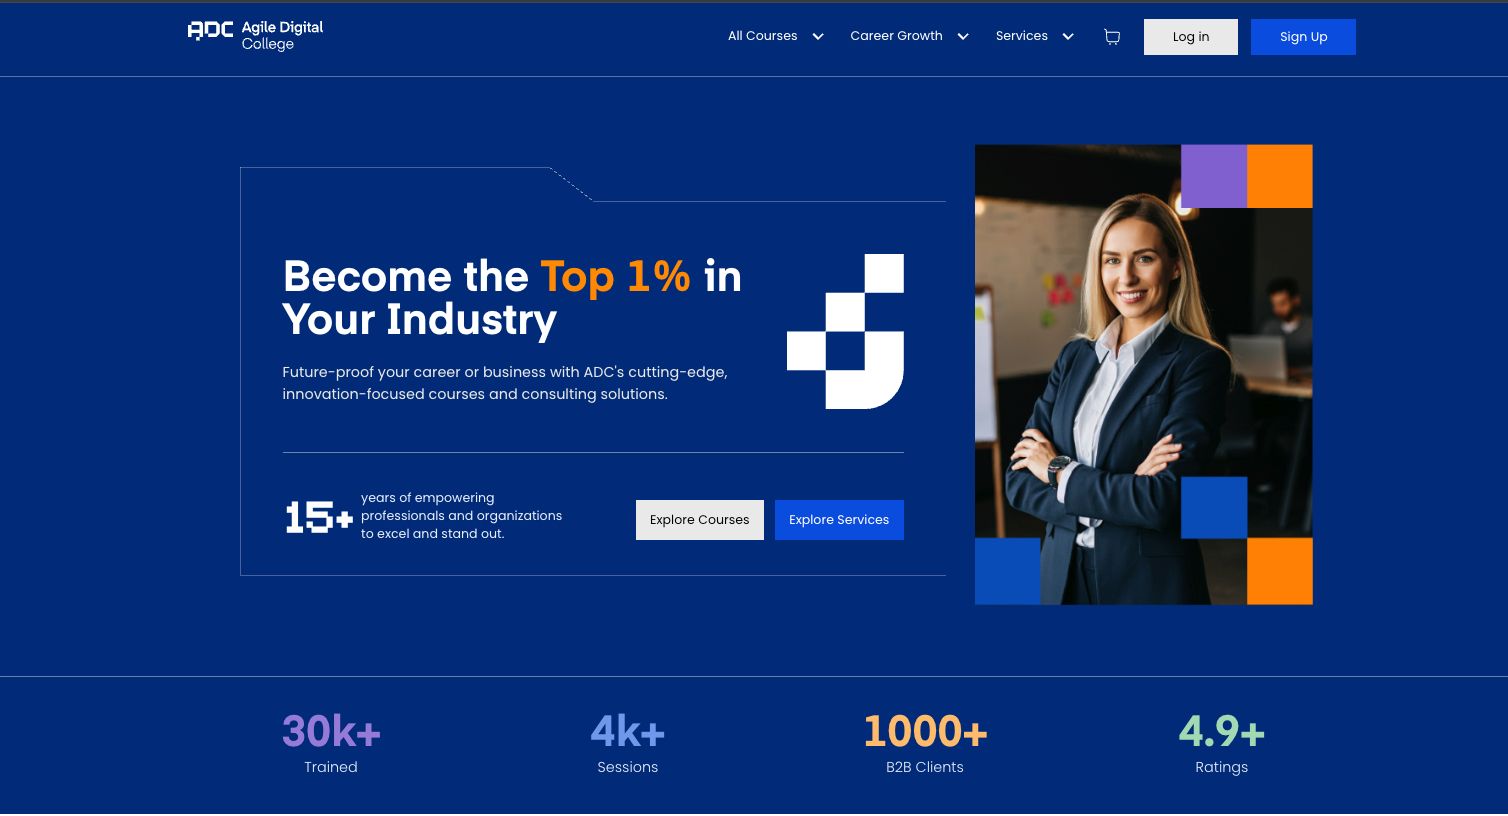 ADC Agile Digital
College
All Courses
Career Growth
Services
Log in
Sign Up
Become the Top 1% in
Your Industry
Future-proof your career or business with ADC's cutting-edge,
innovation-focused courses and consulting solutions.
15+
years of empowering
professionals and organizations
to excel and stand out.
Explore Courses
Explore Services
30k+
Trained
4k+
Sessions
1000+
B2B Clients
4.9+
Ratings